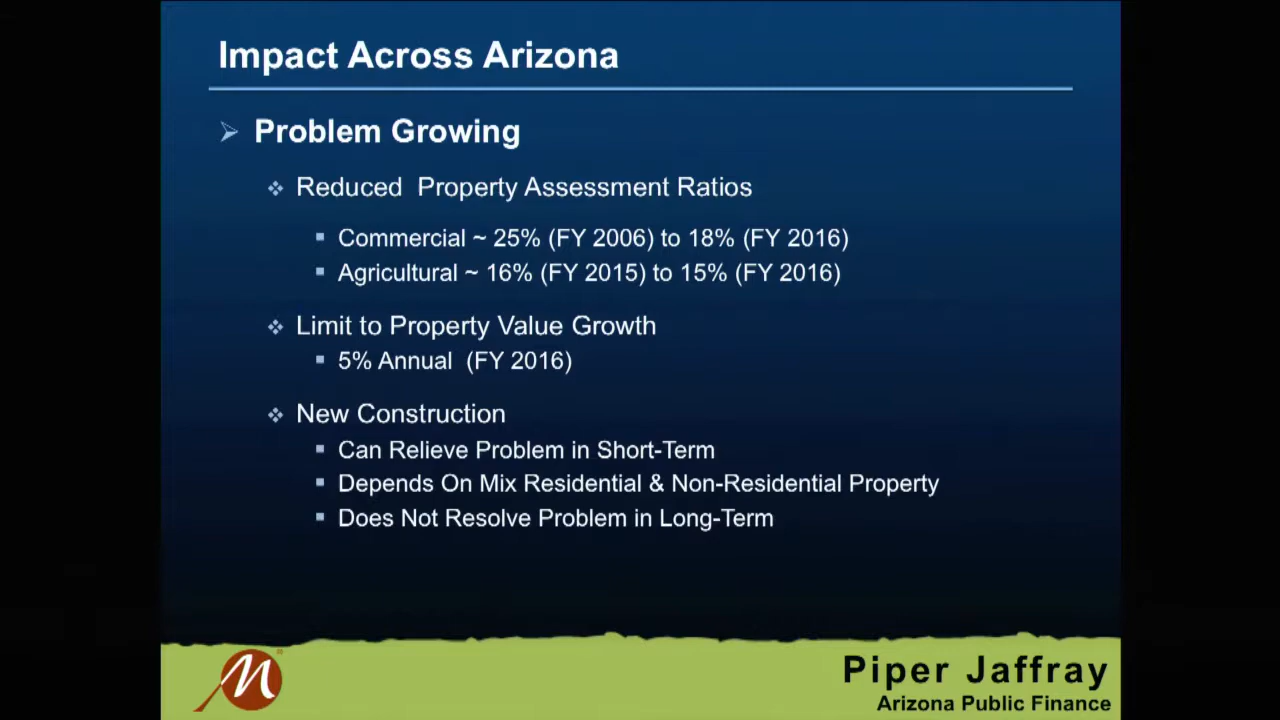 Impact Across Arizona
Problem Growing
Reduced Property Assessment Ratios
Commercial ~ 25% (FY 2006) to 18% (FY 2016)
Agricultural ~ 16% (FY 2015) to 15% (FY 2016)
Limit to Property Value Growth
5% Annual (FY 2016)
New Construction
Can Relieve Problem in Short-Term
Depends On Mix Residential & Non-Residential Property
Does Not Resolve Problem in Long-Term
M
Piper Jaffray
Arizona Public Finance